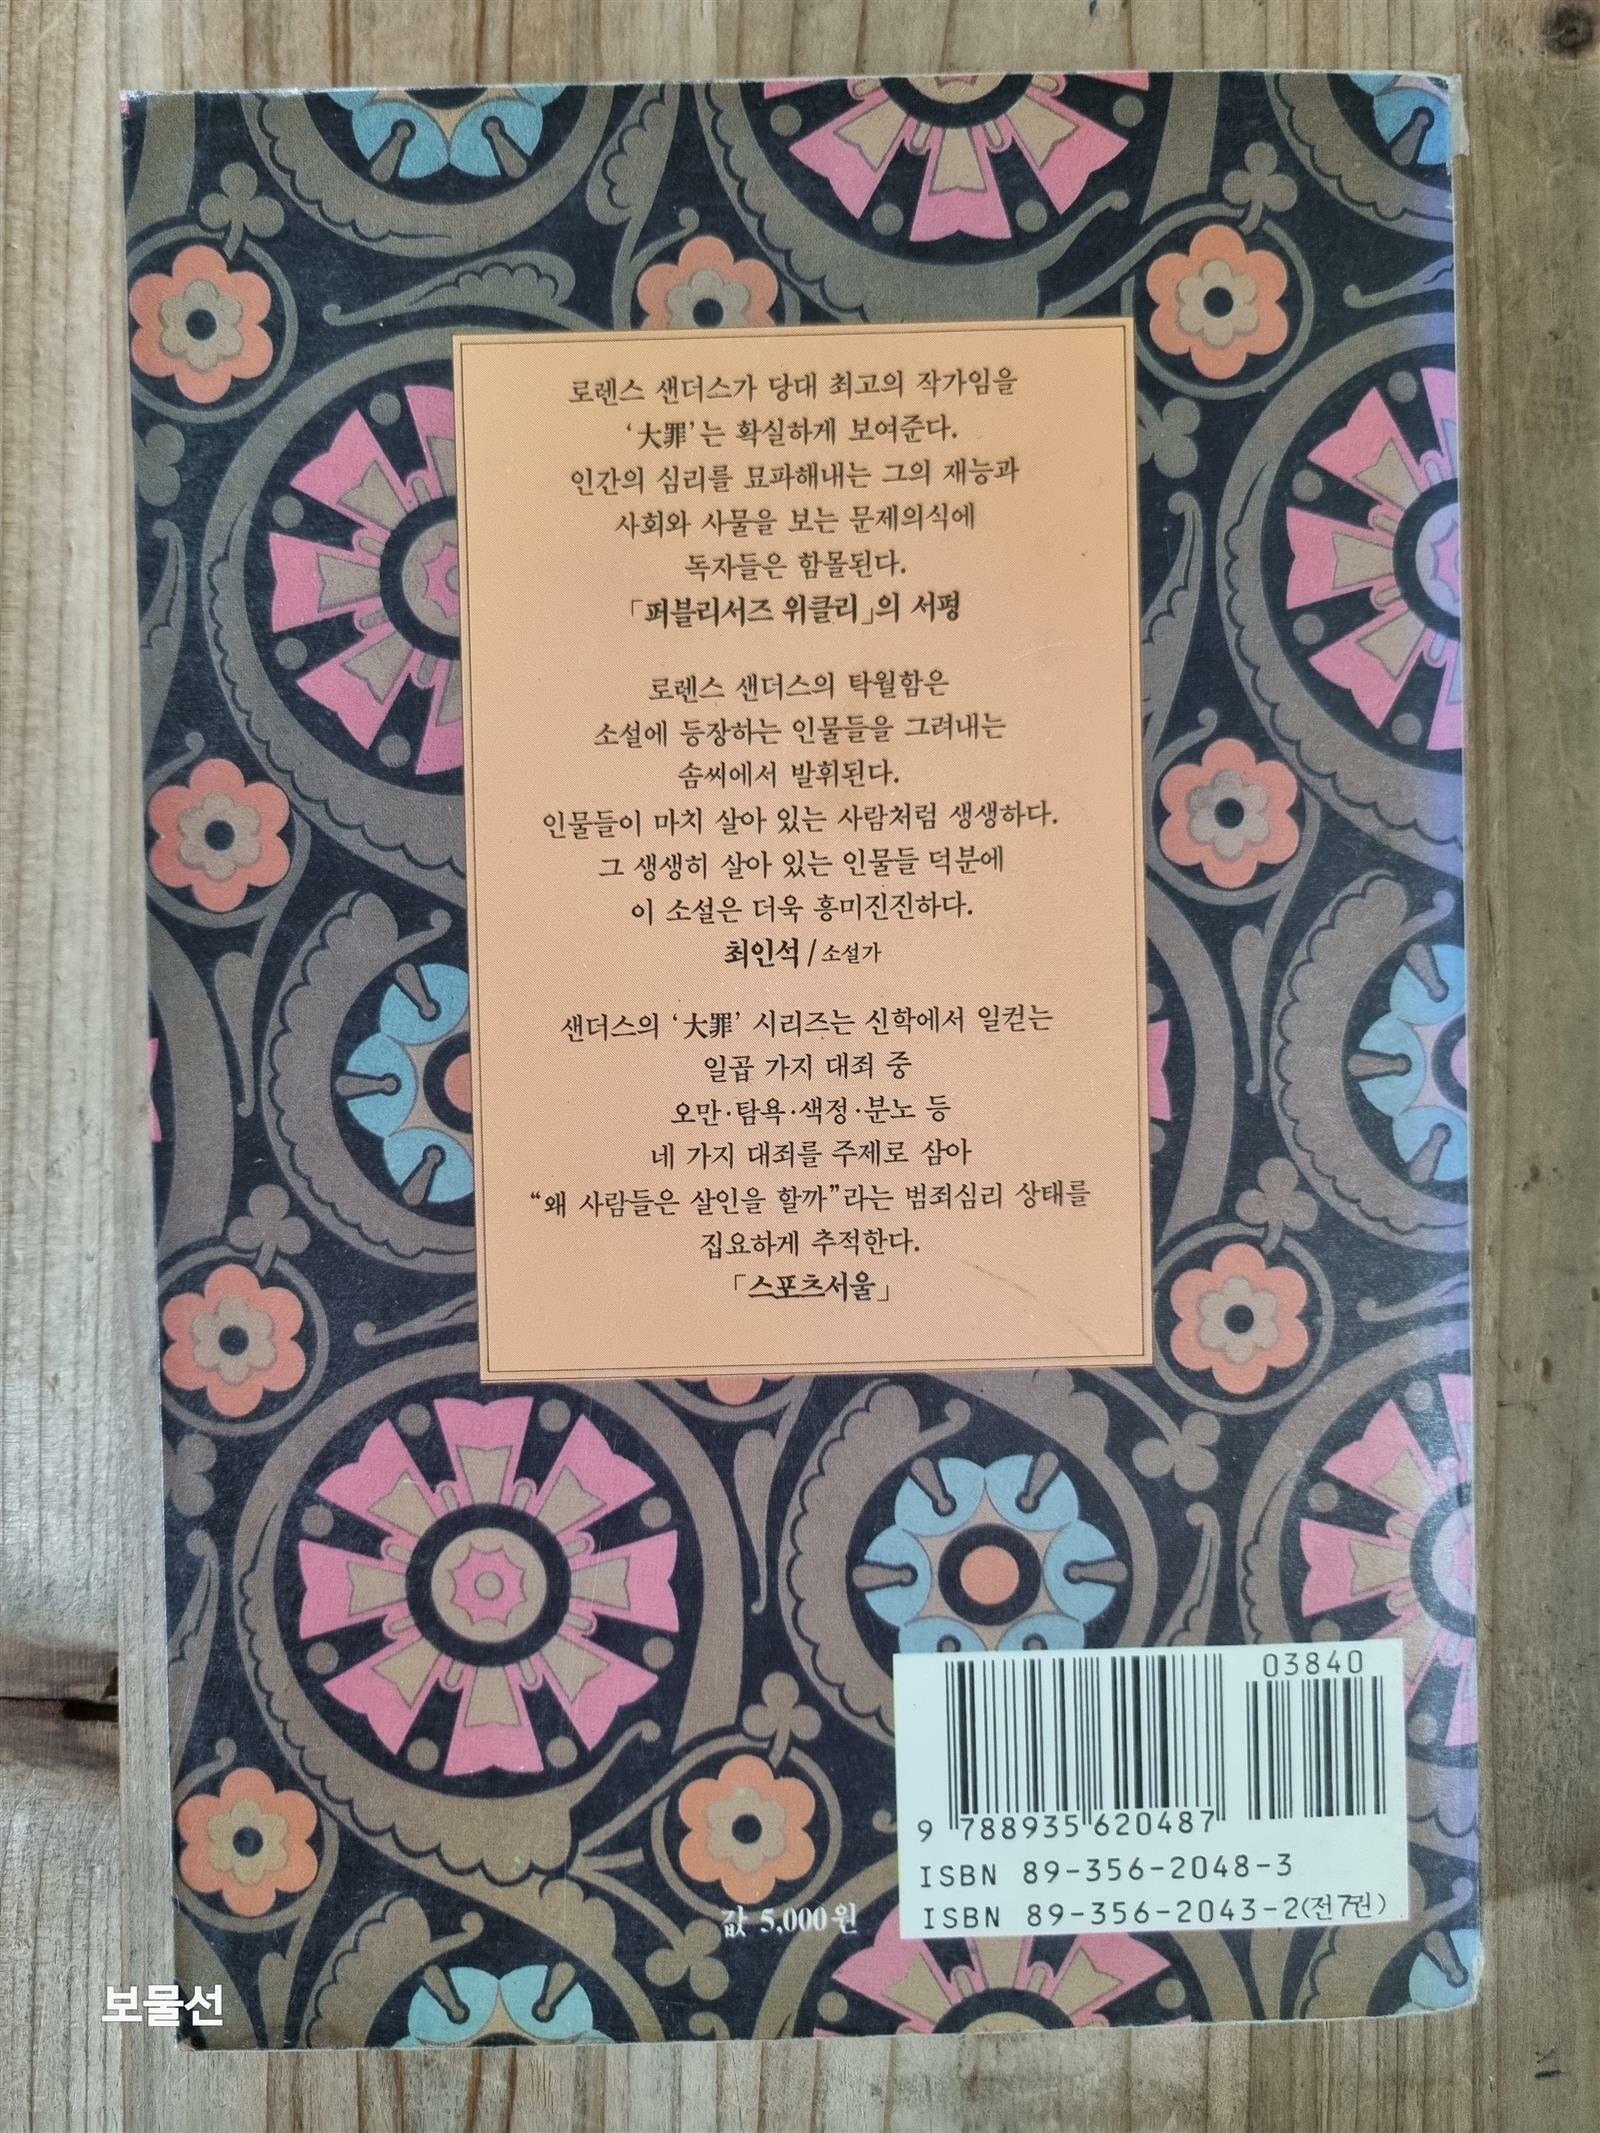 로렌스 샌더스가 당대 최고의 작가임을
‘大罪’는 확실하게 보여준다.
인간의 심리를 묘파해내는 그의 재능과
사회와 사물을 보는 문제의식에
독자들은 함몰된다.
「퍼블리서즈 위클리」의 서평
로렌스 샌더스의 탁월함은
소설에 등장하는 인물들을 그려내는
솜씨에서 발휘된다.
인물들이 마치 살아 있는 사람처럼 생생하다.
그 생생히 살아 있는 인물들 덕분에
이 소설은 더욱 흥미진진하다.
최인석 / 소설가
샌더스의 ‘大罪’ 시리즈는 신학에서 일컫는
일곱 가지 대죄 중
오만·탐욕·색정·분노 등
네 가지 대죄를 주제로 삼아
“왜 사람들은 살인을 할까”라는 범죄심리 상태를
집요하게 추적한다.
「스포츠서울」
03840
9 788935 620487
ISBN 89-356-2048-3
ISBN 89-356-2043-2(전7권)
값 5,000원
보물선